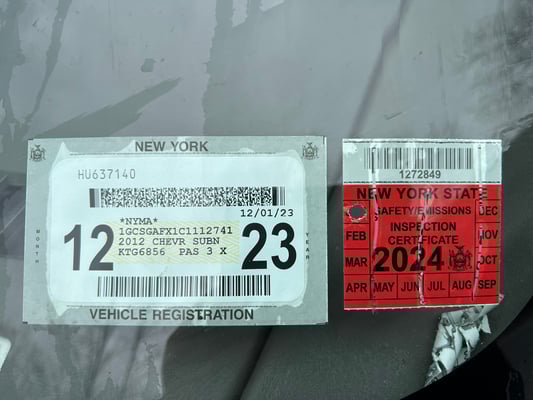 NEW YORK
HU637140
12/01/23
*NYMA*
1GCSGAFX1C1112741
2012 CHEVR SUBN
KTG6856 PAS 3 X
12
23
MONTH
YEAR
VEHICLE REGISTRATION
1272849
NEW YORK STATE
SAFETY/EMISSIONS
INSPECTION
CERTIFICATE
2024
DEC
FEB
NOV
MAR
OCT
APR MAY JUN JUL AUG SEP